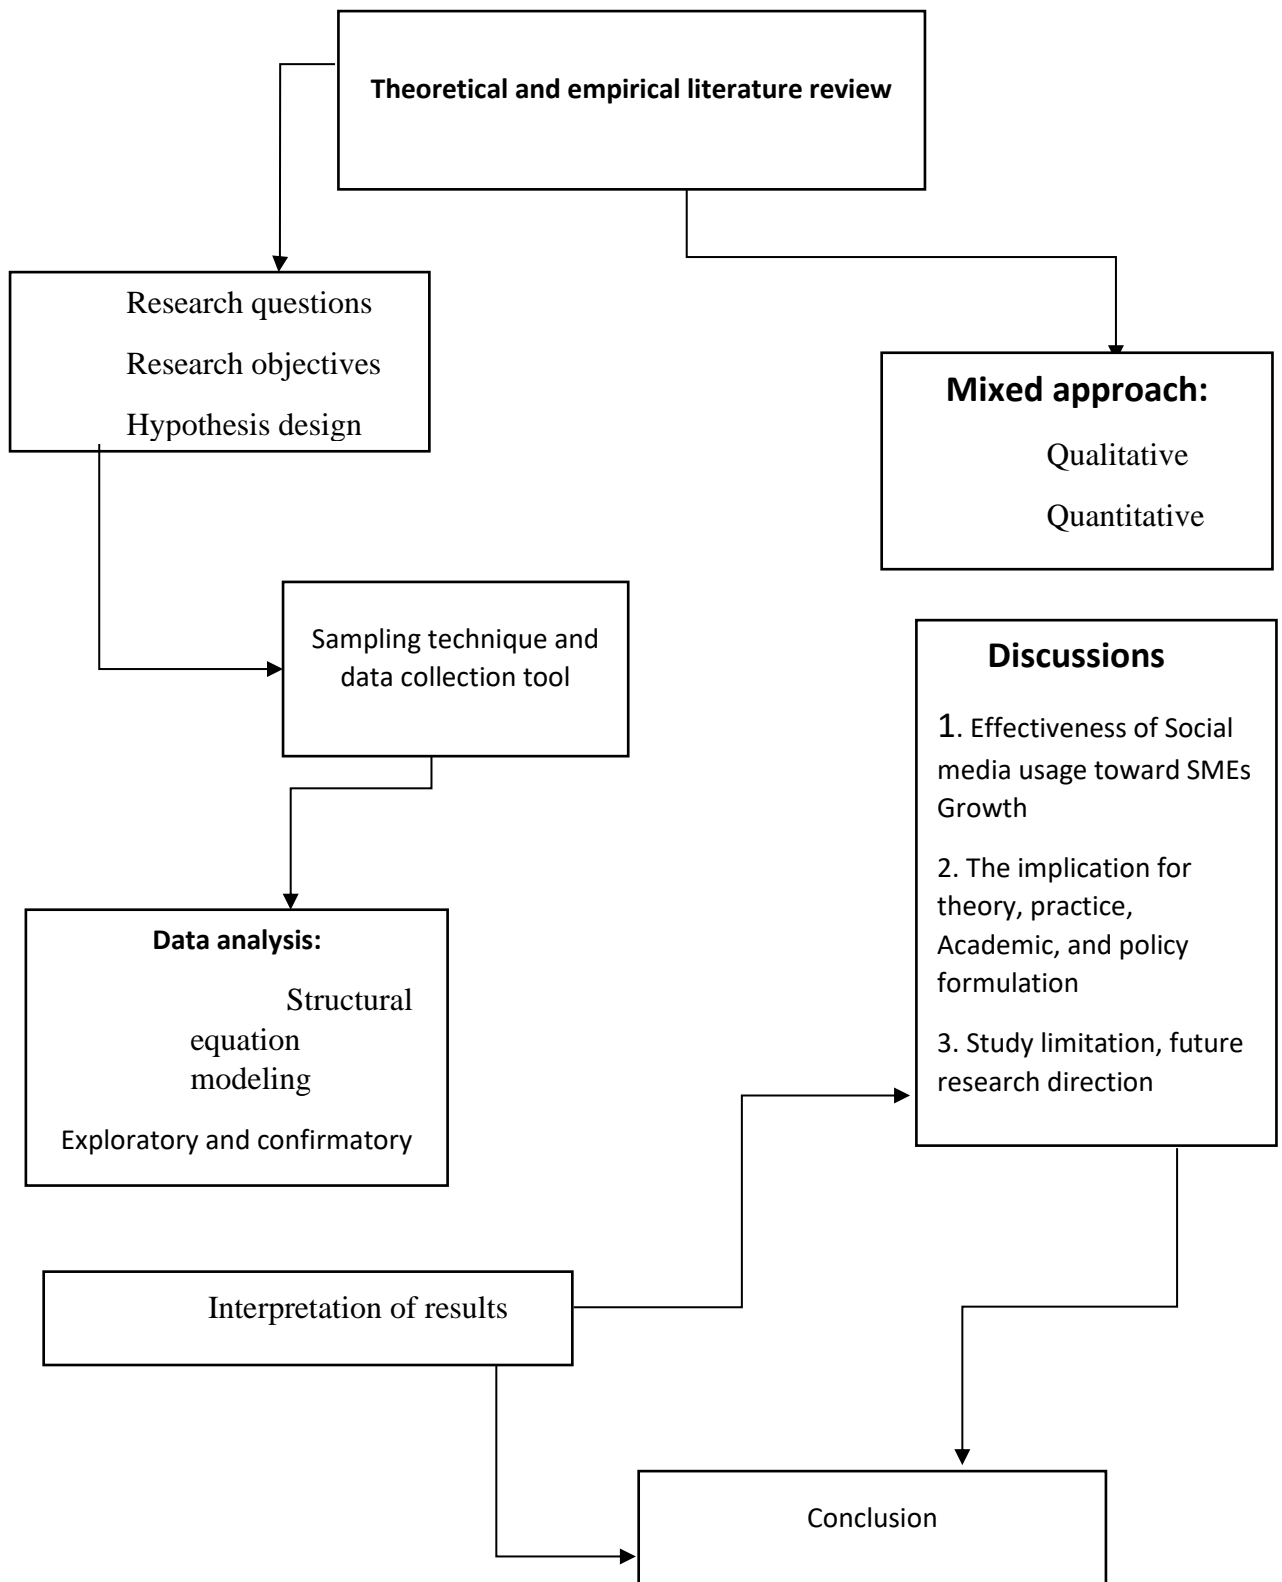 Theoretical and empirical literature review
Research questions
Research objectives
Hypothesis design
Mixed approach:
Qualitative
Quantitative
Sampling technique and
data collection tool
Discussions
1. Effectiveness of Social
media usage toward SMEs
Growth
2. The implication for
theory, practice,
Academic, and policy
formulation
3. Study limitation, future
research direction
Data analysis:
Structural
equation
modeling
Exploratory and confirmatory
Interpretation of results
Conclusion